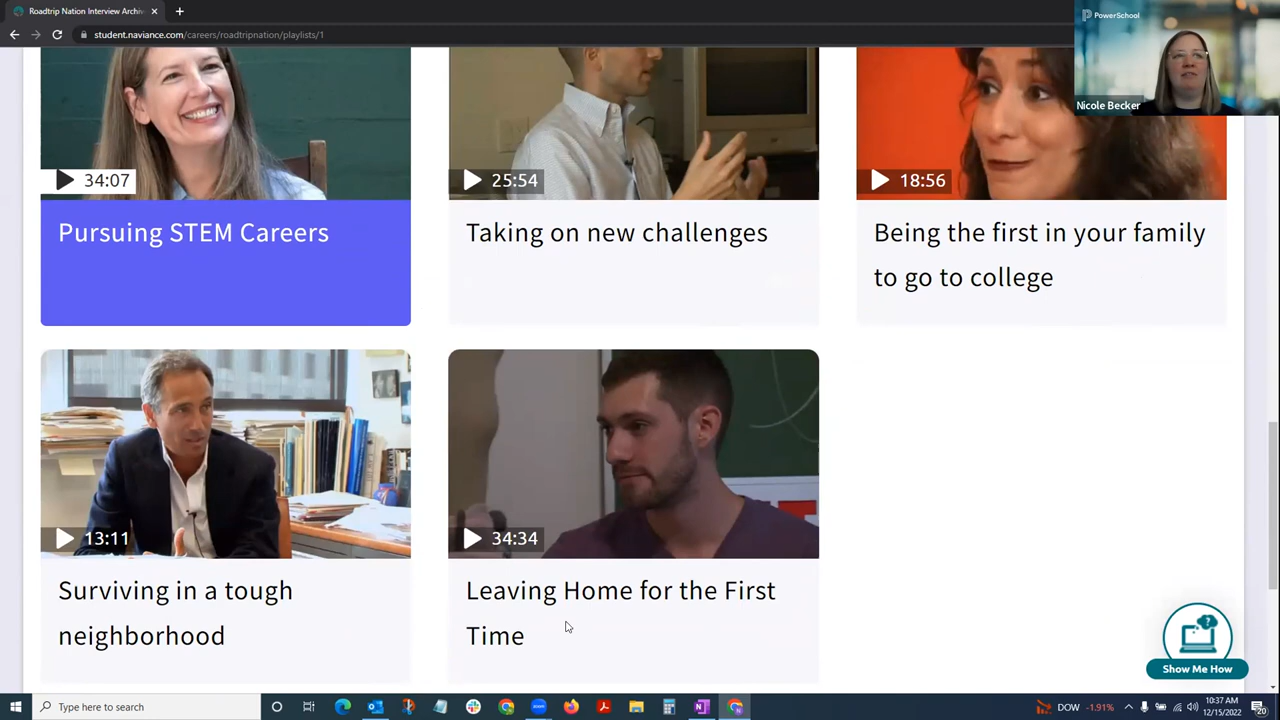 Roadtrip Nation Interview Archiv
student.naviance.com/careers/roadtripnation/playlists/1
PowerSchool
Nicole Becker
34:07
25:54
18:56
Pursuing STEM Careers
Taking on new challenges
Being the first in your family
to go to college
13:11
34:34
Surviving in a tough
neighborhood
Leaving Home for the First
Time
Show Me How
Type here to search
DOW -1.91%
10:37 AM
12/15/2022
20